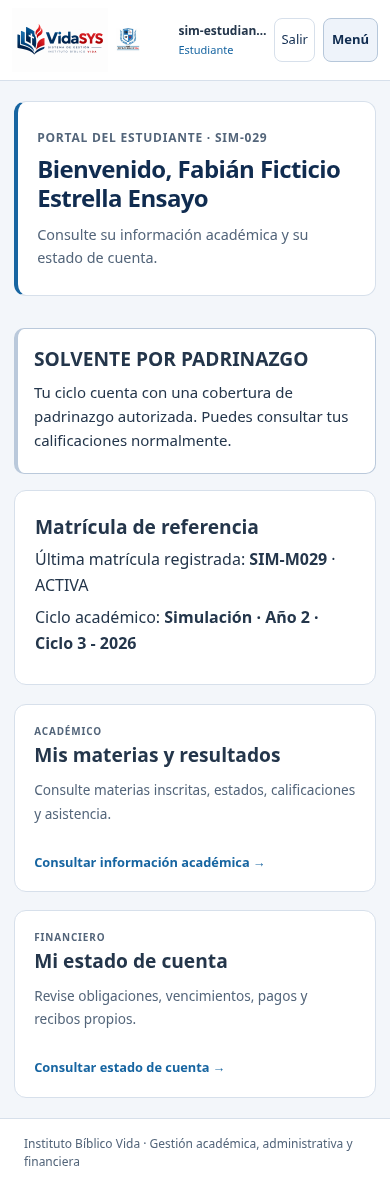 VidaSYS
sim-estudian...
Estudiante
Salir
Menú
PORTAL DEL ESTUDIANTE · SIM-029
Bienvenido, Fabián Ficticio
Estrella Ensayo
Consulte su información académica y su
estado de cuenta.
SOLVENTE POR PADRINAZGO
Tu ciclo cuenta con una cobertura de
padrinazgo autorizada. Puedes consultar tus
calificaciones normalmente.
Matrícula de referencia
Última matrícula registrada: SIM-M029 ·
ACTIVA
Ciclo académico: Simulación · Año 2 ·
Ciclo 3 - 2026
ACADÉMICO
Mis materias y resultados
Consulte materias inscritas, estados, calificaciones
y asistencia.
Consultar información académica →
FINANCIERO
Mi estado de cuenta
Revise obligaciones, vencimientos, pagos y
recibos propios.
Consultar estado de cuenta →
Instituto Bíblico Vida · Gestión académica, administrativa y
financiera